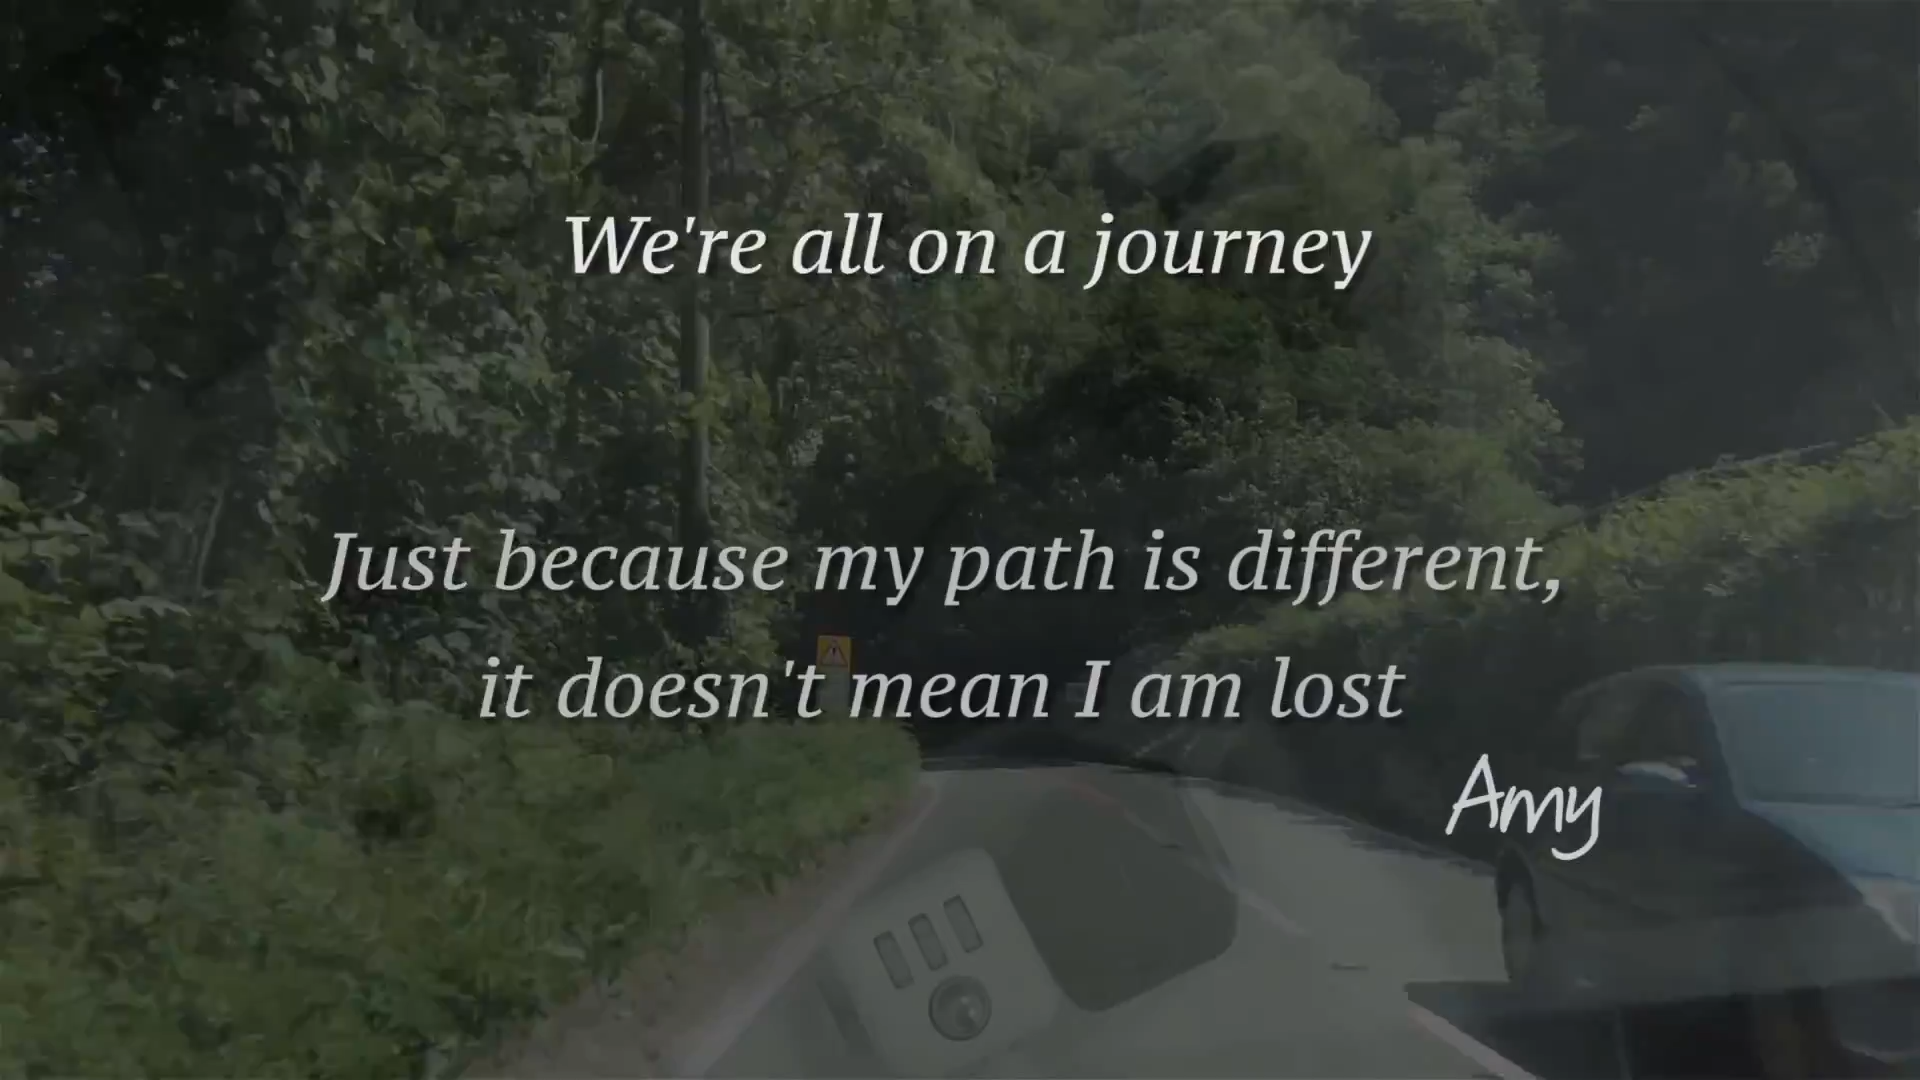 We're all on a journey
Just because my path is different,
it doesn't mean I am lost
Amy